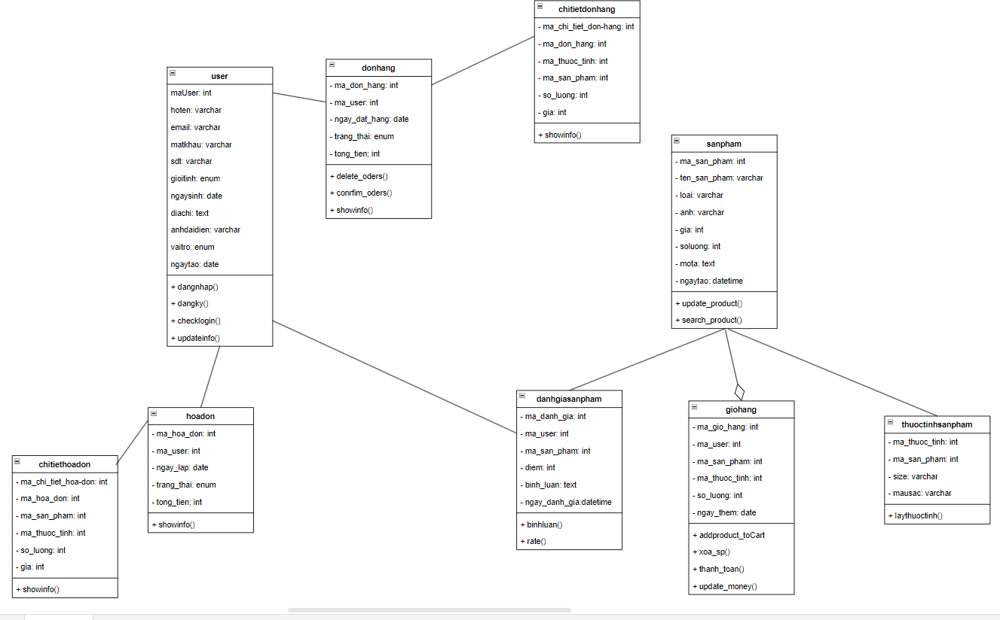 chitietdonhang
- ma_chi_tiet_don-hang: int
- ma_don_hang: int
- ma_thuoc_tinh: int
- ma_san_pham: int
- so_luong: int
- gia: int
+ showinfo()
donhang
- ma_don_hang: int
- ma_user: int
- ngay_dat_hang: date
- trang_thai: enum
- tong_tien; int
+ delete_oders()
+ conrfim_oders()
+ showinfo()
user
maUser: int
hoten: varchar
email: varchar
matkhau: varchar
sdt: varchar
gioitinh: enum
ngaysinh: date
diachi: text
anhdaidien: varchar
vaitro: enum
ngaytao: date
+ dangnhap()
+ dangky()
+ checklogin()
+ updateinfo()
sanpham
- ma_san_pham: int
- ten_san_pham: varchar
- loai: varchar
- anh: varchar
- gia: int
- soluong: int
- mota: text
- ngaytao: datetime
+ update_product()
+ search_product()
hoadon
- ma_hoa_don: int
- ma_user: int
- ngay_lap: date
- trang_thai: enum
- tong_tien; int
+ showinfo()
chitiethoadon
- ma_chi_tiet_hoa-don: int
- ma_hoa_don: int
- ma_san_pham: int
- ma_thuoc_tinh: int
- so_luong: int
- gia: int
+ showinfo()
danhgiasanpham
- ma_danh_gia: int
- ma_user: int
- ma_san_pham: int
- diem: int
- binh_luan: text
- ngay_danh_gia:datetime
+ binhluan()
+ rate()
giohang
- ma_gio_hang: int
- ma_user: int
- ma_san_pham: int
- ma_thuoc_tinh: int
- so_luong: int
- ngay_them: date
+ addproduct_toCart
+ xoa_sp()
+ thanh_toan()
+ update_money()
thuoctinhsanpham
- ma_thuoc_tinh: int
- ma_san_pham: int
- size: varchar
- mausac: varchar
+ laythuoctinh()